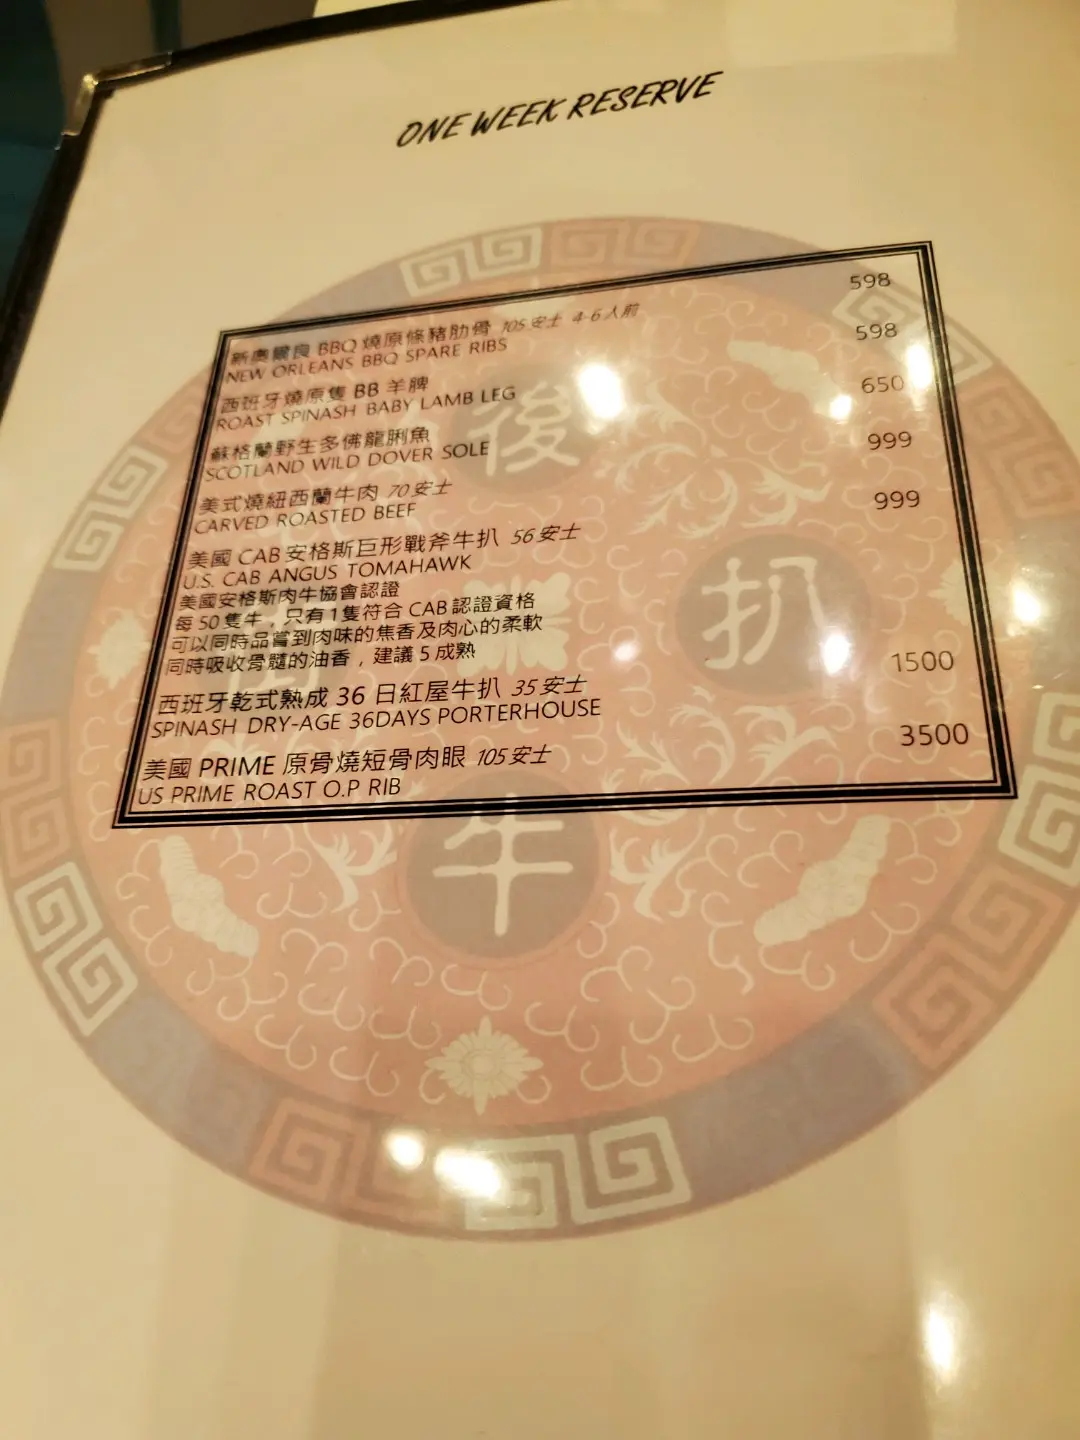 ONE WEEK RESERVE
新奧爾良 BBQ 燒原條豬肋骨 105安士 4-6人前 598
NEW ORLEANS BBQ SPARE RIBS
西班牙燒原隻 BB 羊脾 598
ROAST SPINASH BABY LAMB LEG
蘇格蘭野生多佛龍脷魚 650
SCOTLAND WILD DOVER SOLE
美式燒紐西蘭牛肉 70安士 999
CARVED ROASTED BEEF
美國 CAB 安格斯巨形戰斧牛扒 56安士 999
U.S. CAB ANGUS TOMAHAWK
美國安格斯肉牛協會認證
每 50 隻牛，只有 1 隻符合 CAB 認證資格
可以同時品嘗到肉味的焦香及肉心的柔軟
同時吸收骨髓的油香，建議 5 成熟
西班牙乾式熟成 36 日紅屋牛扒 35安士 1500
SPINASH DRY-AGE 36DAYS PORTERHOUSE
美國 PRIME 原骨燒短骨肉眼 105安士 3500
US PRIME ROAST O.P RIB
後
扒
牛